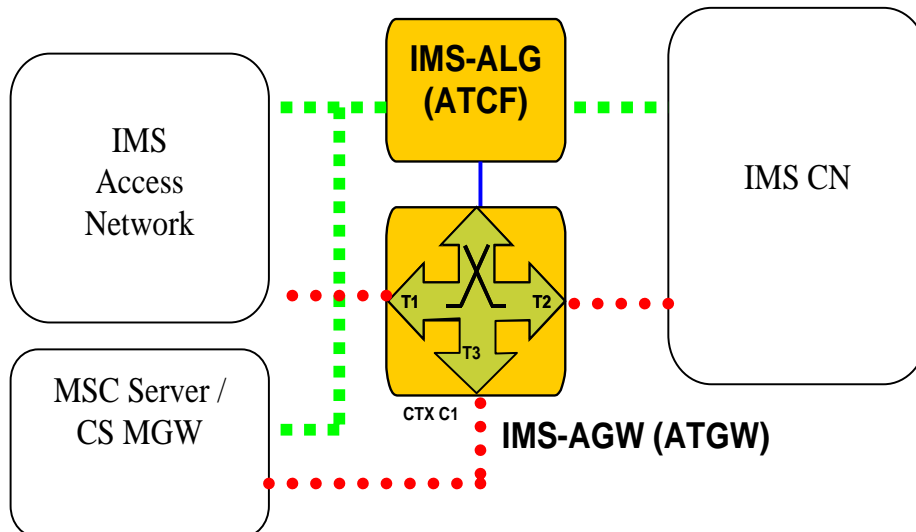 IMS-ALG
(ATCF)
IMS
Access
Network
IMS CN
T1
T2
T3
MSC Server /
CS MGW
CTX C1
IMS-AGW (ATGW)